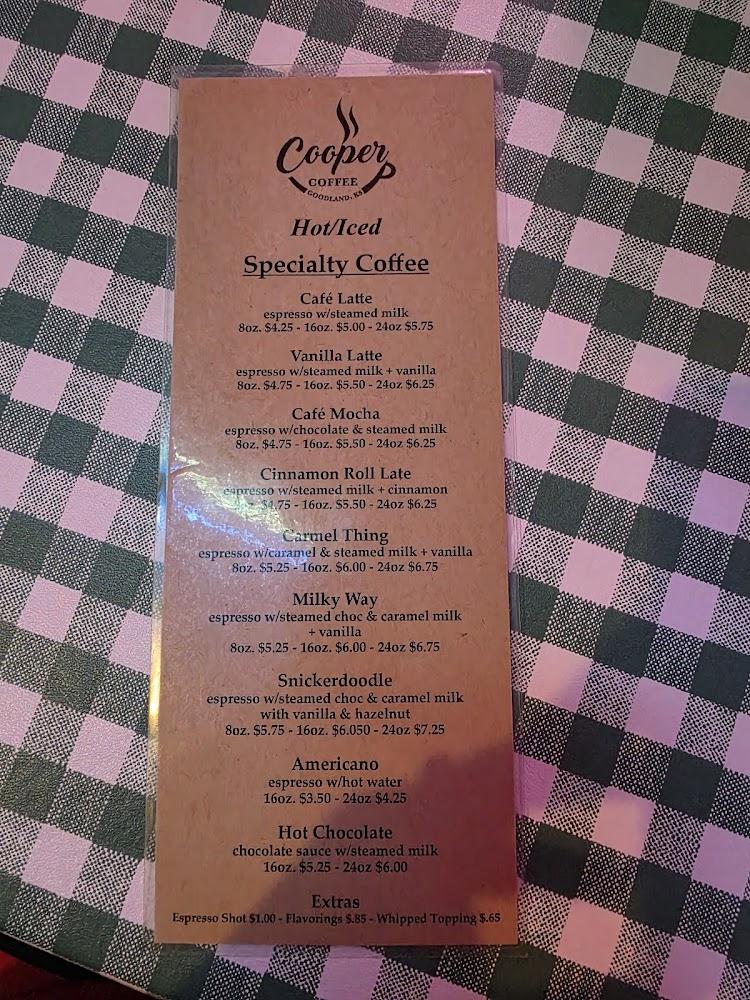 Cooper
COFFEE
GOODLAND, KS
Hot/Iced
Specialty Coffee
Café Latte
espresso w/steamed milk
8oz. $4.25 - 16oz. $5.00 - 24oz $5.75
Vanilla Latte
espresso w/steamed milk + vanilla
8oz. $4.75 - 16oz. $5.50 - 24oz $6.25
Café Mocha
espresso w/chocolate & steamed milk
8oz. $4.75 - 16oz. $5.50 - 24oz $6.25
Cinnamon Roll Late
espresso w/steamed milk + cinnamon
$4.75 - 16oz. $5.50 - 24oz $6.25
Carmel Thing
espresso w/caramel & steamed milk + vanilla
8oz. $5.25 - 16oz. $6.00 - 24oz $6.75
Milky Way
espresso w/steamed choc & caramel milk
+ vanilla
8oz. $5.25 - 16oz. $6.00 - 24oz $6.75
Snickerdoodle
espresso w/steamed choc & caramel milk
with vanilla & hazelnut
8oz. $5.75 - 16oz. $6.050 - 24oz $7.25
Americano
espresso w/hot water
16oz. $3.50 - 24oz $4.25
Hot Chocolate
chocolate sauce w/steamed milk
16oz. $5.25 - 24oz $6.00
Extras
Espresso Shot $1.00 - Flavorings $.85 - Whipped Topping $.65